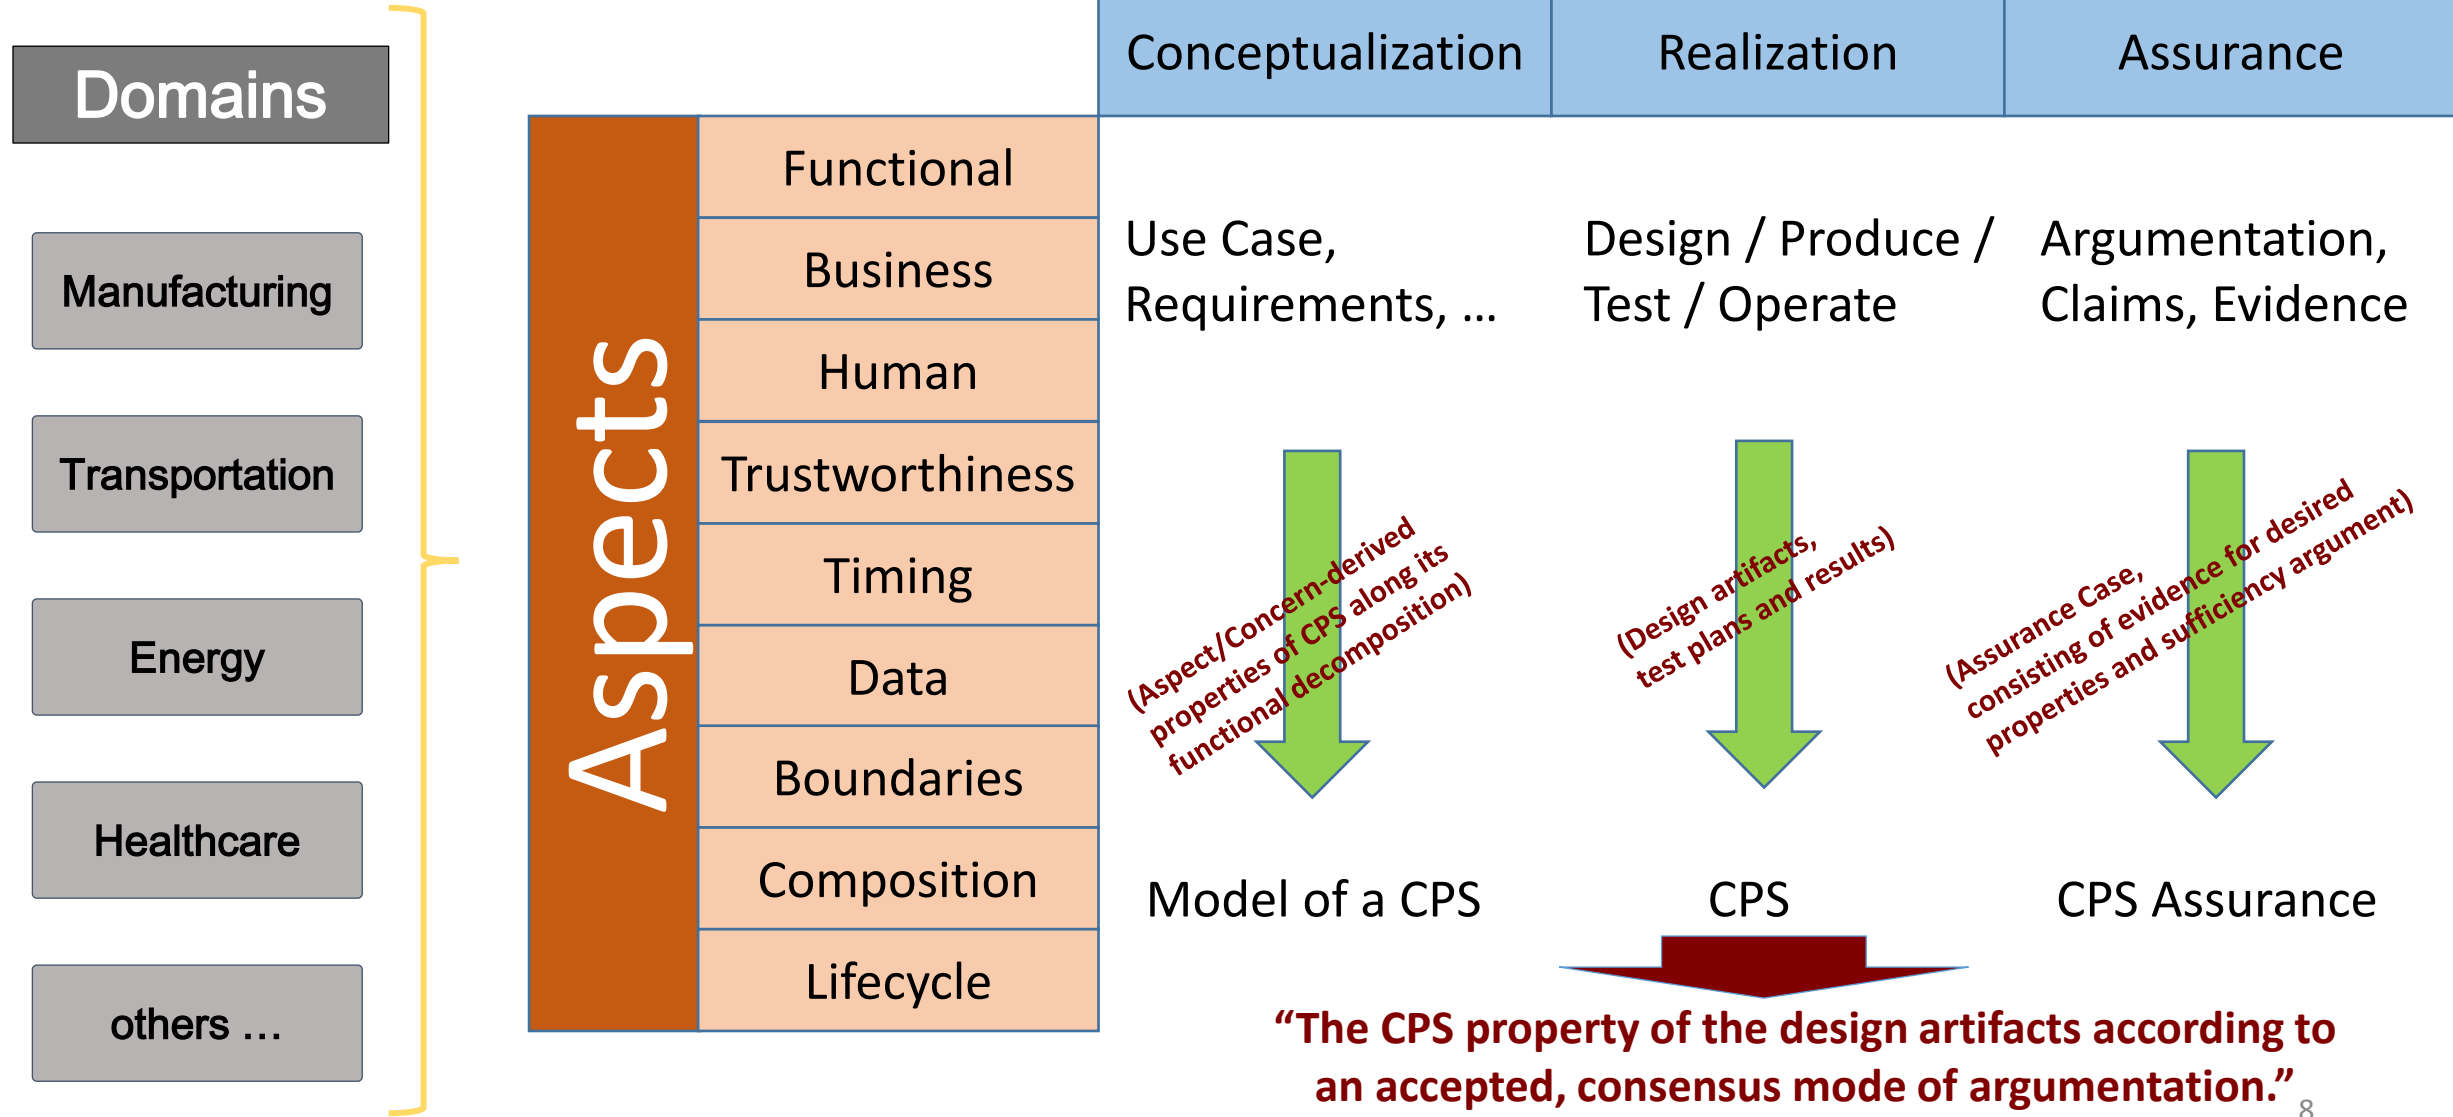 Domains
Manufacturing
Transportation
Energy
Healthcare
others ...
Aspects
Functional
Business
Human
Trustworthiness
Timing
Data
Boundaries
Composition
Lifecycle
Conceptualization
Realization
Assurance
Use Case,
Requirements, ...
Design / Produce /
Test / Operate
Argumentation,
Claims, Evidence
(Aspect/Concern-derived
properties of CPS along its
functional decomposition)
(Design artifacts,
test plans and results)
(Assurance Case,
consisting of evidence for desired
properties and sufficiency argument)
Model of a CPS
CPS
CPS Assurance
“The CPS property of the design artifacts according to
an accepted, consensus mode of argumentation.”
8